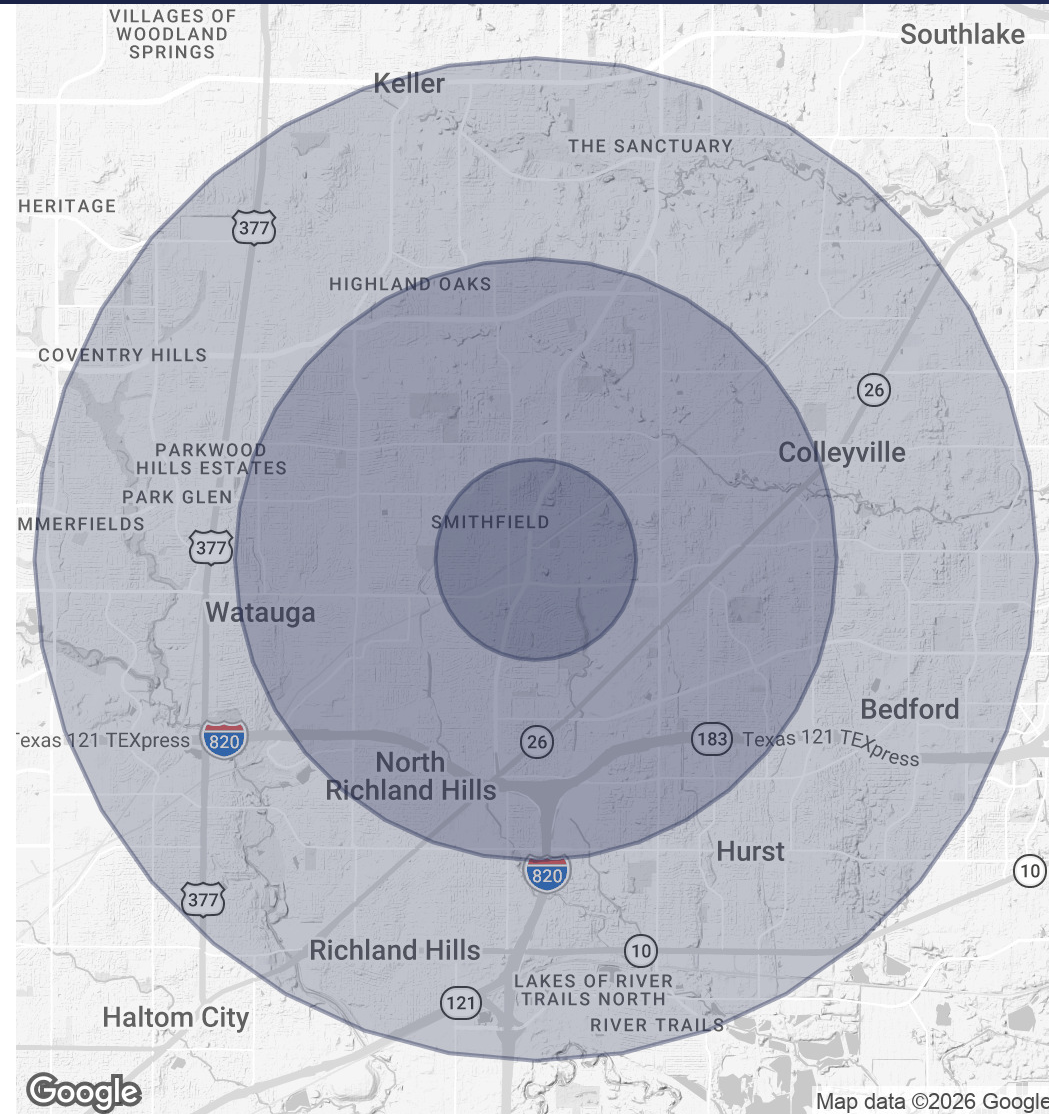 VILLAGES OF
WOODLAND
SPRINGS
Southlake
Keller
THE SANCTUARY
HERITAGE
377
HIGHLAND OAKS
COVENTRY HILLS
26
PARKWOOD
HILLS ESTATES
Colleyville
PARK GLEN
SMITHFIELD
MMERFIELDS
377
Watauga
Bedford
Texas 121 TEXpress
820
26
183
Texas 121 TEXpress
North
Richland Hills
Hurst
820
10
377
Richland Hills
10
LAKES OF RIVER
TRAILS NORTH
121
Haltom City
RIVER TRAILS
Google
Map data ©2026 Google